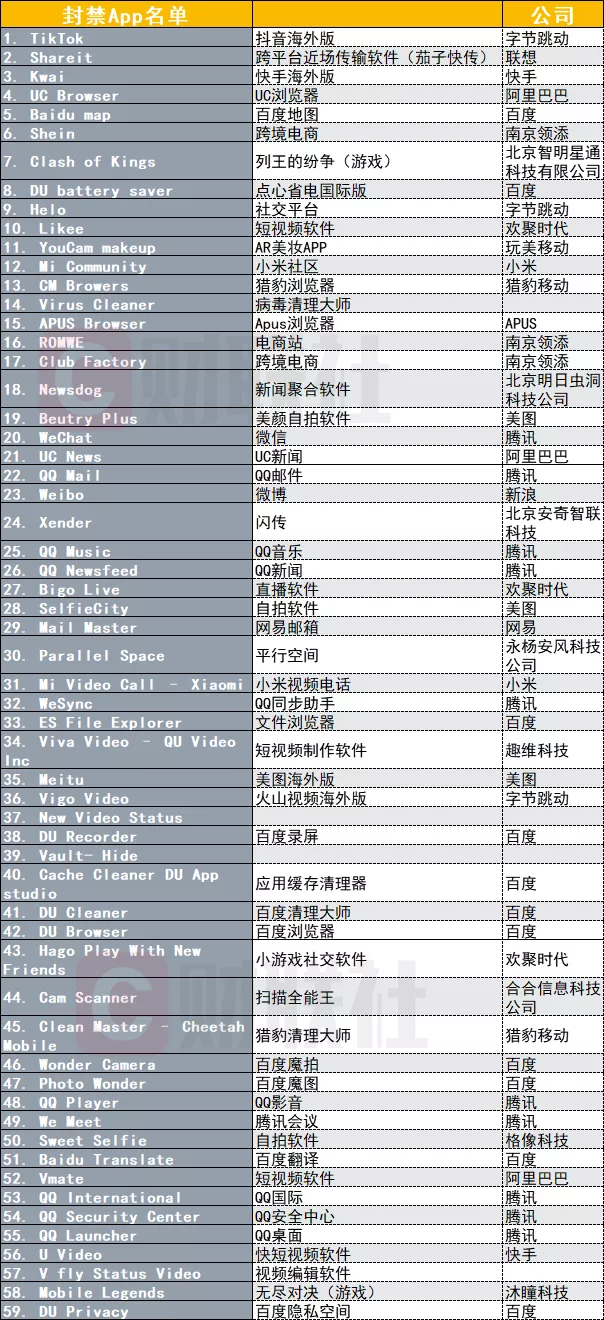 封禁App名单 公司
1. TikTok 抖音海外版 字节跳动
2. Shareit 跨平台近场传输软件（茄子快传） 联想
3. Kwai 快手海外版 快手
4. UC Browser UC浏览器 阿里巴巴
5. Baidu map 百度地图 百度
6. Shein 跨境电商 南京领添
7. Clash of Kings 列王的纷争（游戏） 北京智明星通
科技有限公司
8. DU battery saver 点心省电国际版 百度
9. Helo 社交平台 字节跳动
10. Likee 短视频软件 欢聚时代
11. YouCam makeup AR美妆APP 玩美移动
12. Mi Community 小米社区 小米
13. CM Browers 猎豹浏览器 猎豹移动
14. Virus Cleaner 病毒清理大师
15. APUS Browser Apus浏览器 APUS
16. ROMWE 电商站 南京领添
17. Club Factory 跨境电商 南京领添
18. Newsdog 新闻聚合软件 北京明日虫洞
科技公司
19. Beutry Plus 美颜自拍软件 美图
20. WeChat 微信 腾讯
21. UC News UC新闻 阿里巴巴
22. QQ Mail QQ邮件 腾讯
23. Weibo 微博 新浪
24. Xender 闪传 北京安奇智联
科技
25. QQ Music QQ音乐 腾讯
26. QQ Newsfeed QQ新闻 腾讯
27. Bigo Live 直播软件 欢聚时代
28. SelfieCity 自拍软件 美图
29. Mail Master 网易邮箱 网易
30. Parallel Space 平行空间 永杨安风科技
公司
31. Mi Video Call – Xiaomi 小米视频电话 小米
32. WeSync QQ同步助手 腾讯
33. ES File Explorer 文件浏览器 百度
34. Viva Video – QU Video
Inc 短视频制作软件 趣维科技
35. Meitu 美图海外版 美图
36. Vigo Video 火山视频海外版 字节跳动
37. New Video Status
38. DU Recorder 百度录屏 百度
39. Vault- Hide
40. Cache Cleaner DU App
studio 应用缓存清理器 百度
41. DU Cleaner 百度清理大师 百度
42. DU Browser 百度浏览器 百度
43. Hago Play With New
Friends 小游戏社交软件 欢聚时代
44. Cam Scanner 扫描全能王 合合信息科技
公司
45. Clean Master – Cheetah
Mobile 猎豹清理大师 猎豹移动
46. Wonder Camera 百度魔拍 百度
47. Photo Wonder 百度魔图 百度
48. QQ Player QQ影音 腾讯
49. We Meet 腾讯会议 腾讯
50. Sweet Selfie 自拍软件 格像科技
51. Baidu Translate 百度翻译 百度
52. Vmate 短视频软件 阿里巴巴
53. QQ International QQ国际 腾讯
54. QQ Security Center QQ安全中心 腾讯
55. QQ Launcher QQ桌面 腾讯
56. U Video 快短视频软件 快手
57. V fly Status Video 视频编辑软件
58. Mobile Legends 无尽对决（游戏） 沐瞳科技
59. DU Privacy 百度隐私空间 百度